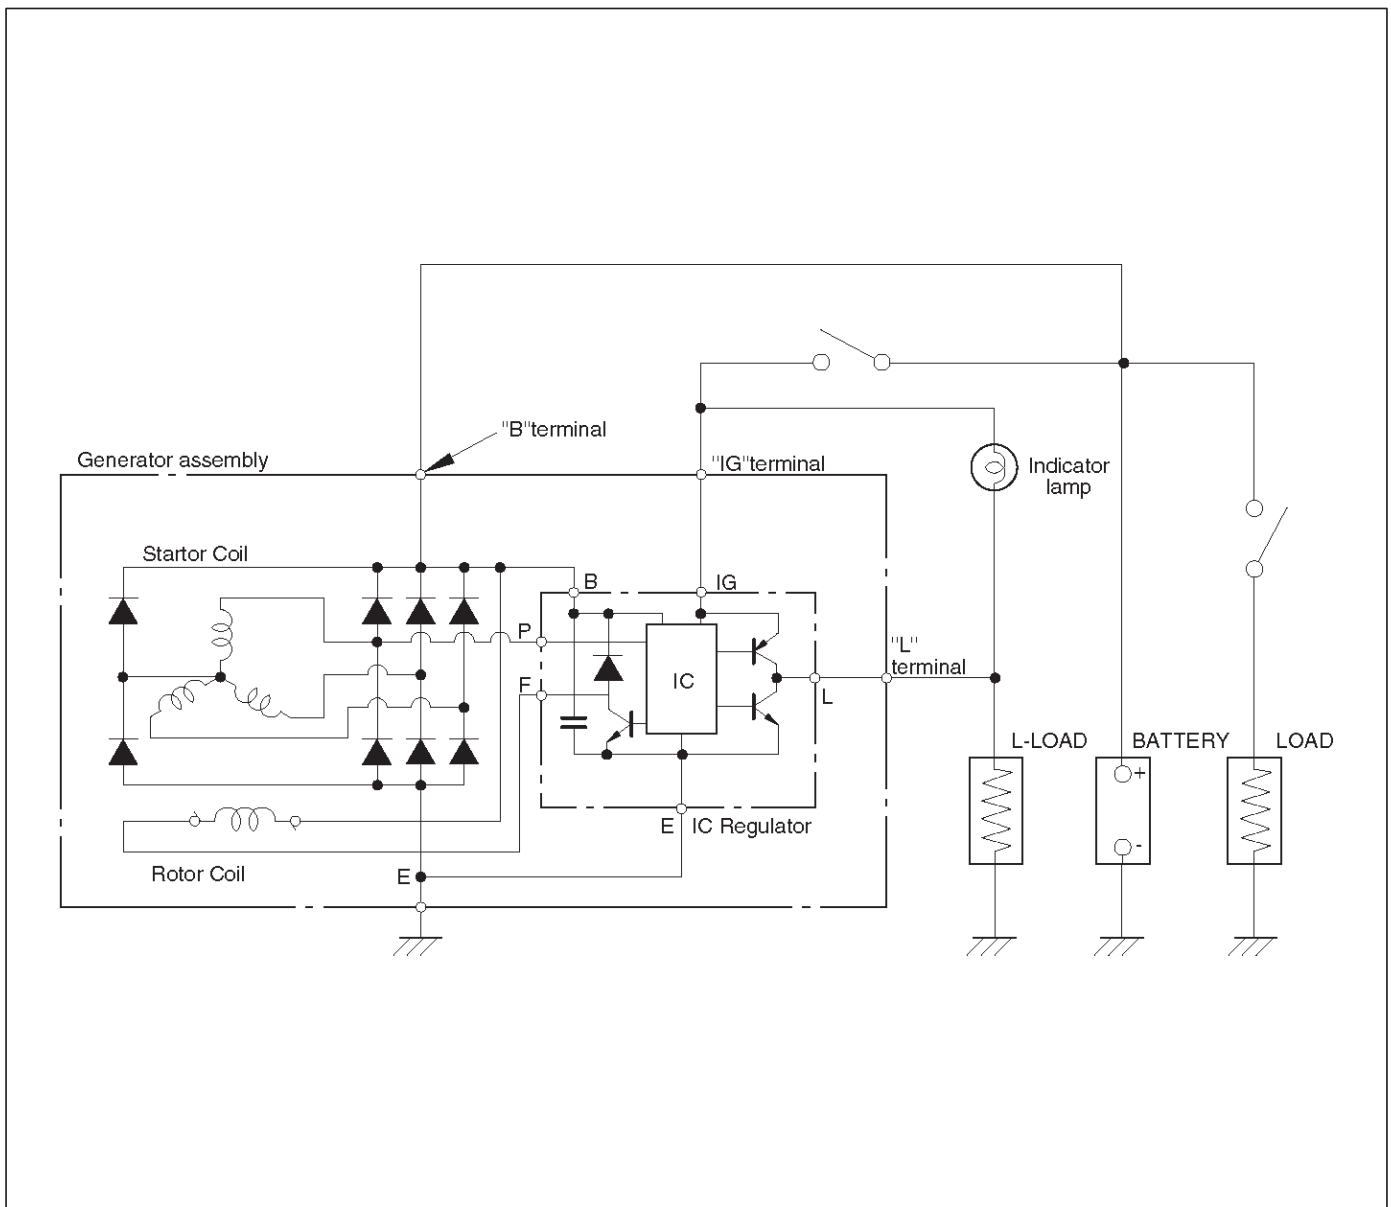 "B"terminal
Generator assembly
"IG"terminal
Indicator
lamp
Startor Coil
B
IG
P
"L"
terminal
IC
F
L
L-LOAD
BATTERY
LOAD
+
-
E
IC Regulator
Rotor Coil
E